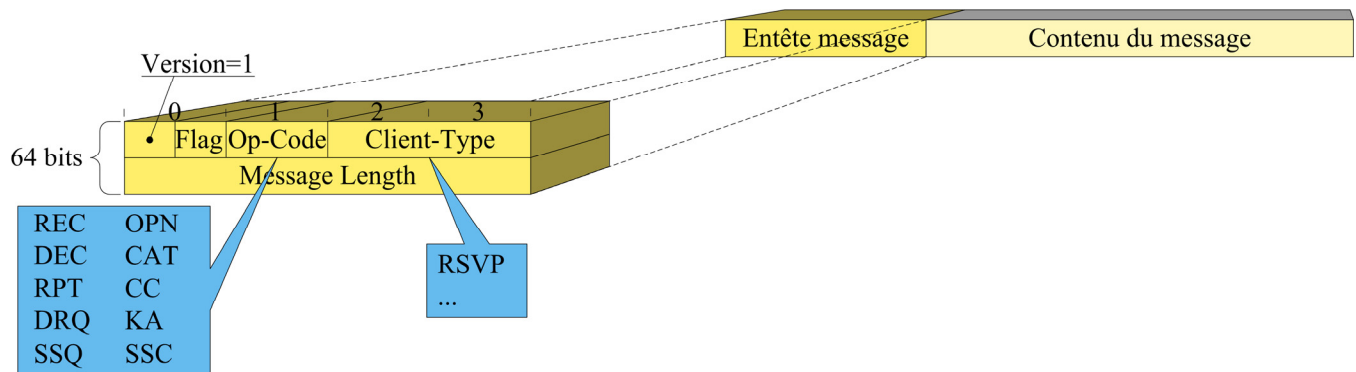 Entête message Contenu du message
Version=1
0 1 2 3
Flag Op-Code Client-Type
64 bits
Message Length
REC OPN
DEC CAT
RPT CC
DRQ KA
SSQ SSC
RSVP
...